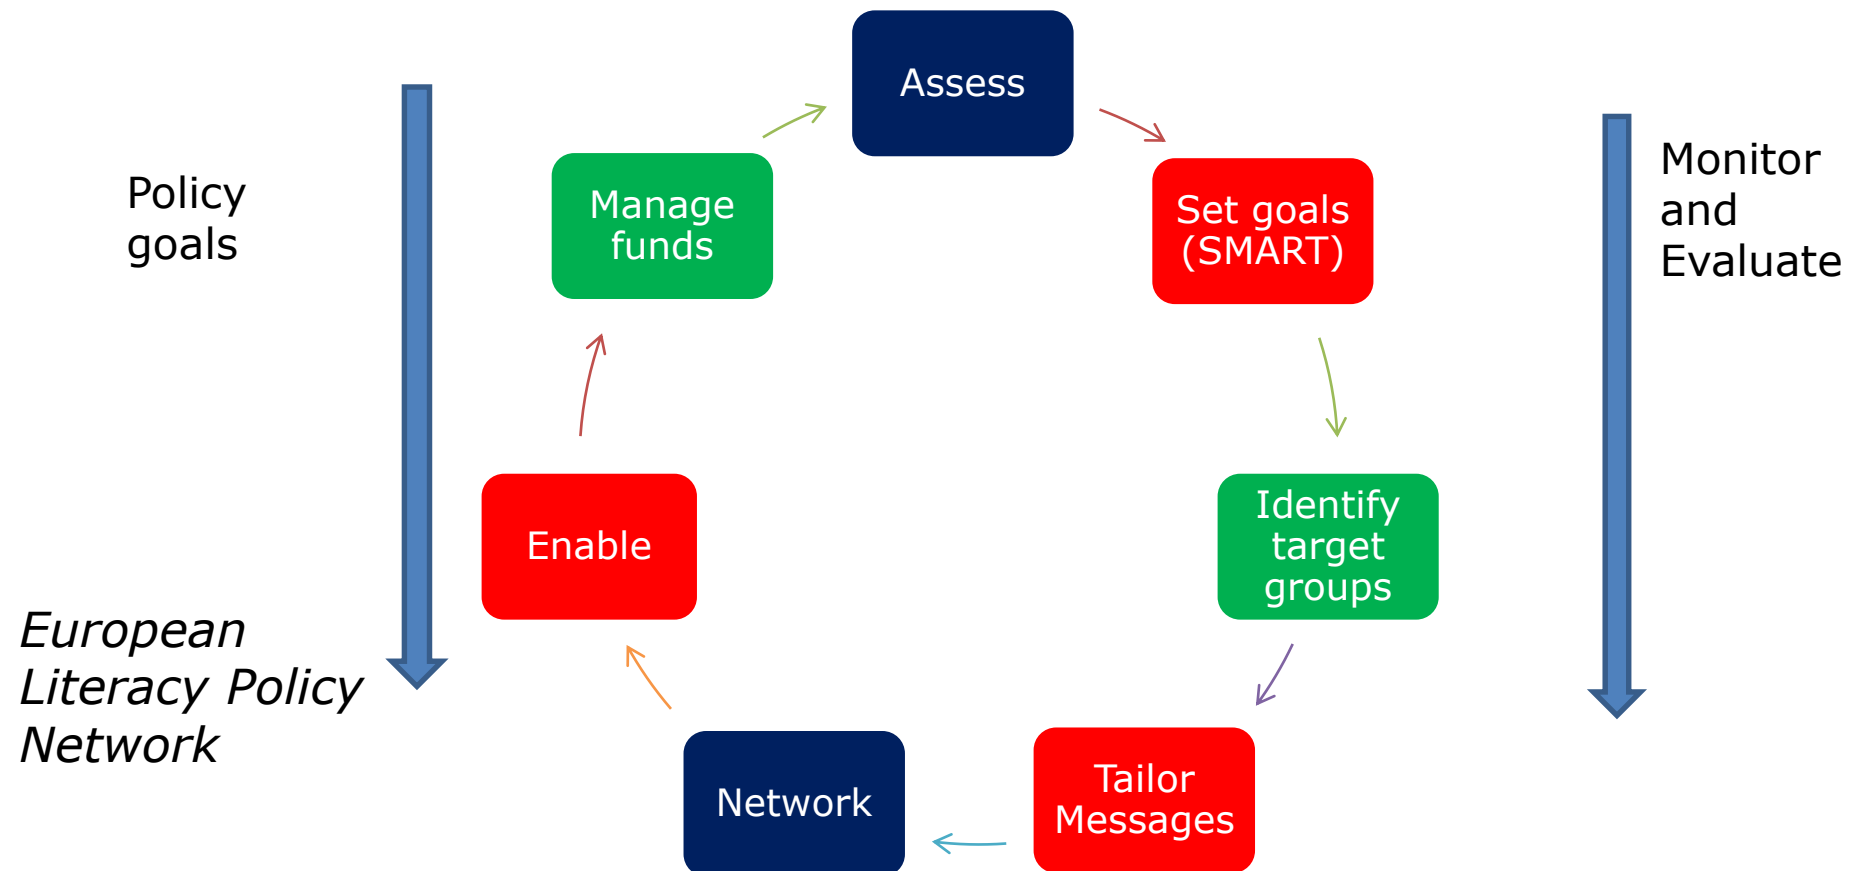 Assess
Policy
goals
Manage
funds
Set goals
(SMART)
Monitor
and
Evaluate
Enable
Identify
target
groups
European
Literacy Policy
Network
Network
Tailor
Messages